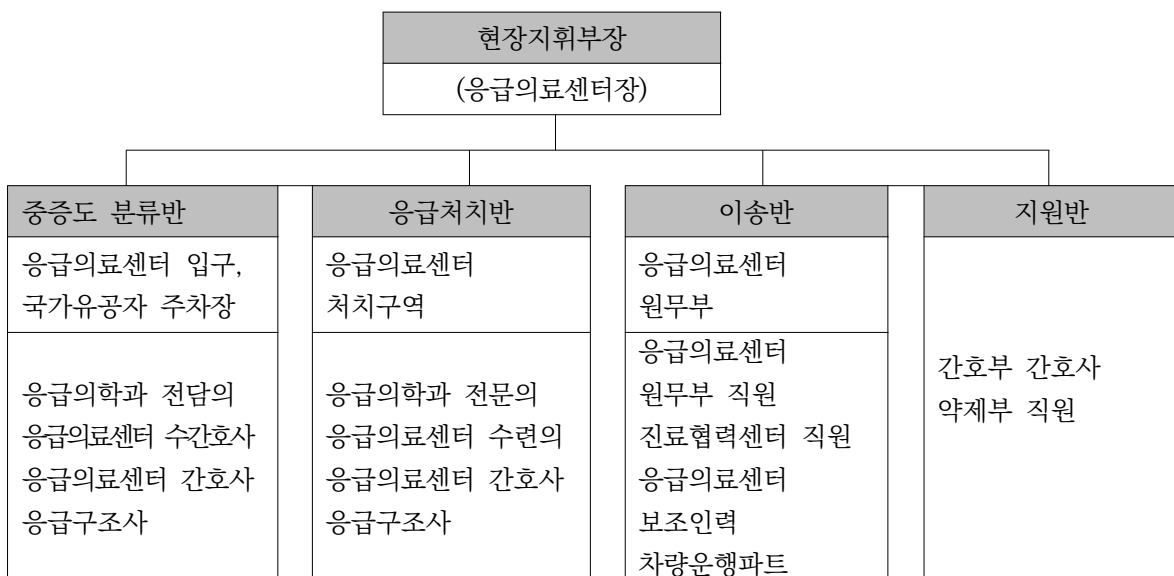 현장지휘부장
(응급의료센터장)
중증도 분류반
응급의료센터 입구,
국가유공자 주차장
응급의학과 전담의
응급의료센터 수간호사
응급의료센터 간호사
응급구조사
응급처치반
응급의료센터
처치구역
응급의학과 전문의
응급의료센터 수련의
응급의료센터 간호사
응급구조사
이송반
응급의료센터
원무부
응급의료센터
원무부 직원
진료협력센터 직원
응급의료센터
보조인력
차량운행파트
지원반
간호부 간호사
약제부 직원